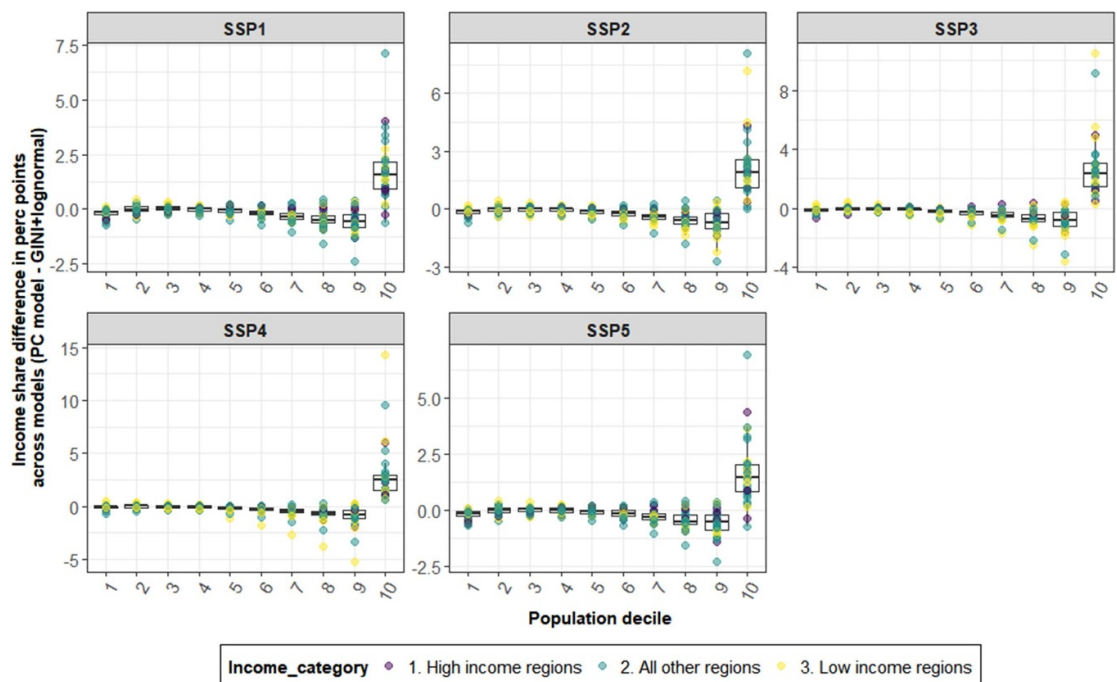 SSP1
SSP2
SSP3
7.5
5.0
2.5
0.0
-2.5
6
3
0
-3
8
4
0
-4
1 2 3 4 5 6 7 8 9 10
1 2 3 4 5 6 7 8 9 10
1 2 3 4 5 6 7 8 9 10
SSP4
SSP5
15
10
5
0
-5
5.0
2.5
0.0
-2.5
1 2 3 4 5 6 7 8 9 10
1 2 3 4 5 6 7 8 9 10
Income share difference in perc points
across models (PC model - GINI+lognormal)
Population decile
Income_category 1. High income regions 2. All other regions 3. Low income regions